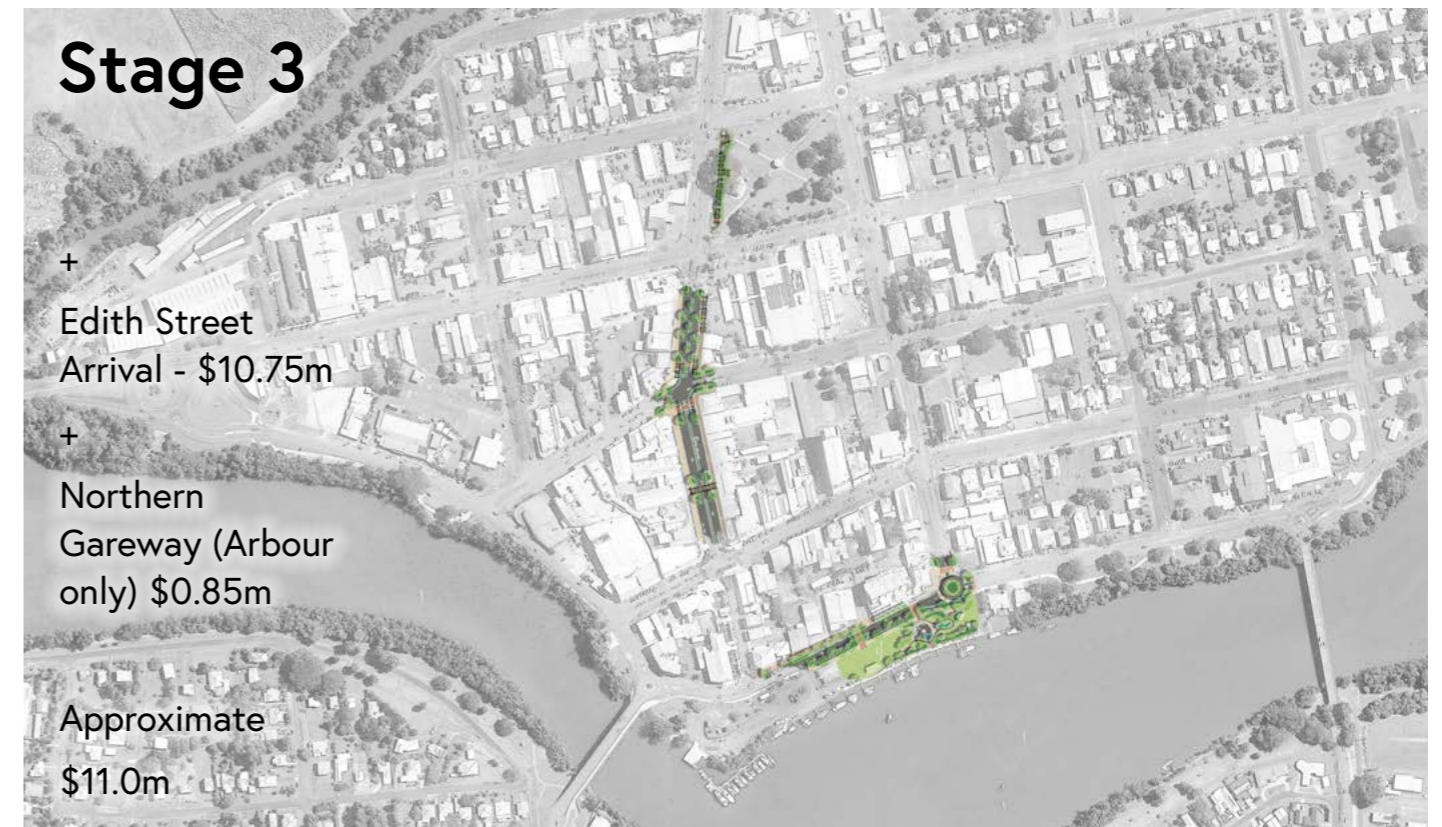 Stage 3
+
Edith Street
Arrival - $10.75m
+
Northern
Gareway (Arbour
only) $0.85m
Approximate
$11.0m